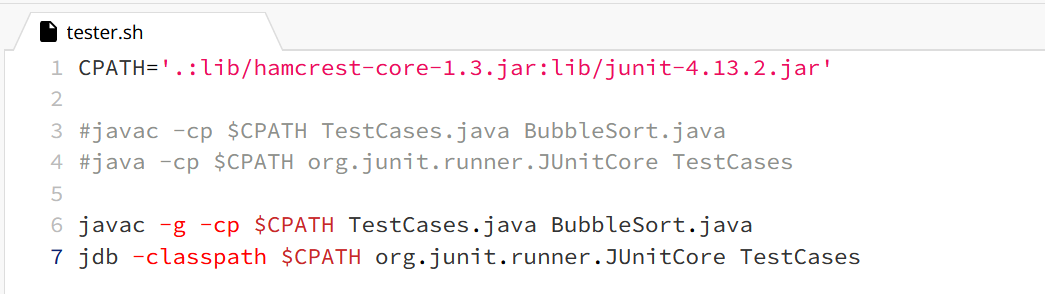 tester.sh
1 CPATH='.:lib/hamcrest-core-1.3.jar:lib/junit-4.13.2.jar'
2
3 #javac -cp $CPATH TestCases.java BubbleSort.java
4 #java -cp $CPATH org.junit.runner.JUnitCore TestCases
5
6 javac -g -cp $CPATH TestCases.java BubbleSort.java
7 jdb -classpath $CPATH org.junit.runner.JUnitCore TestCases